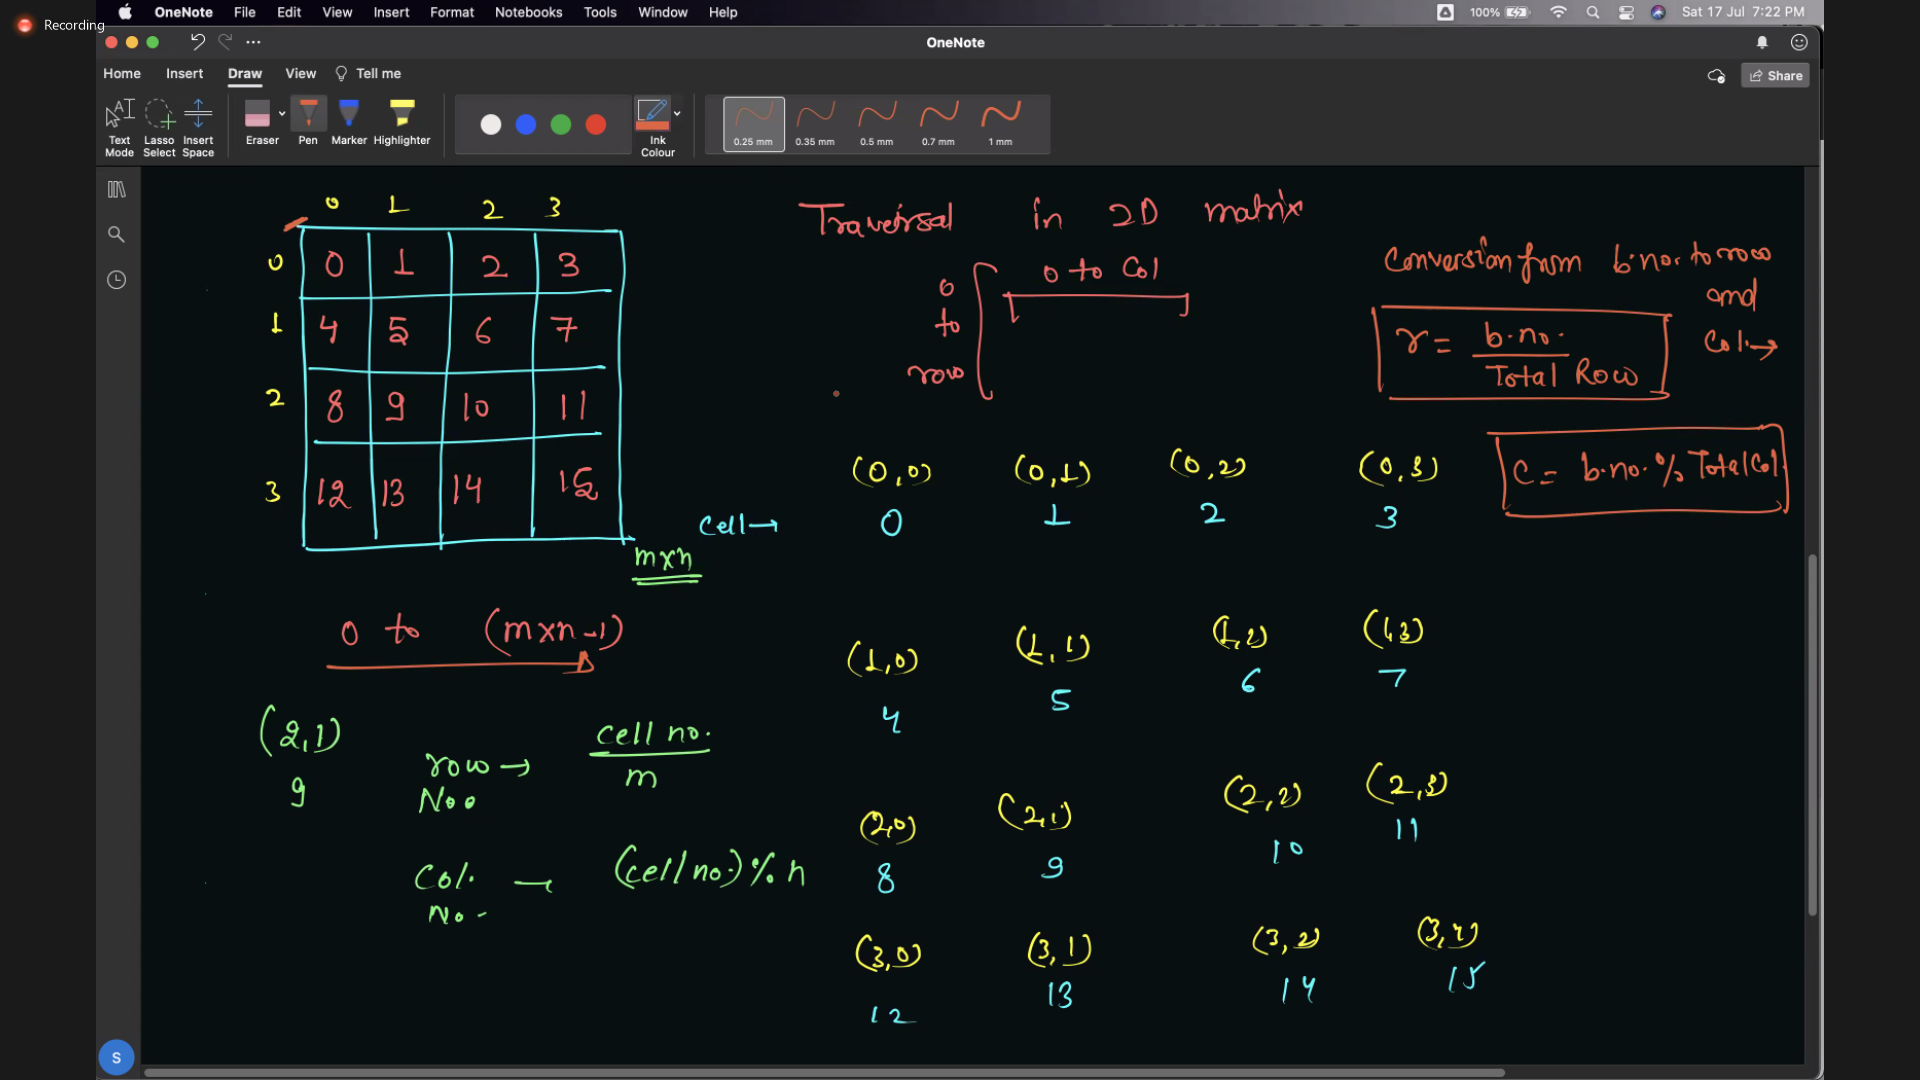 Recording
OneNote File Edit View Insert Format Notebooks Tools Window Help
100% Sat 17 Jul 7:22 PM
OneNote
Home Insert Draw View Tell me
Share
Text Mode
Lasso Select
Insert Space
Eraser
Pen
Marker
Highlighter
Ink Colour
0.25 mm
0.35 mm
0.5 mm
0.7 mm
1 mm
0 1 2 3
0 0 1 2 3
1 4 5 6 7
2 8 9 10 11
3 12 13 14 15
mxn
0 to (mxn-1)
(2,1)
9
row → cell no.
No. m
Col. → (cell no.) % n
No.
Traversal in 2D matrix
0 to Col
0
to
row
Conversion from b.no. to row
and
Col. →
r = b.no.
Total Row
C = b.no. % Total Col.
(0,0) (0,1) (0,2) (0,3)
Cell → 0 1 2 3
(1,0) (1,1) (1,2) (1,3)
4 5 6 7
(2,0) (2,1) (2,2) (2,3)
8 9 10 11
(3,0) (3,1) (3,2)
12 13 14 15
S